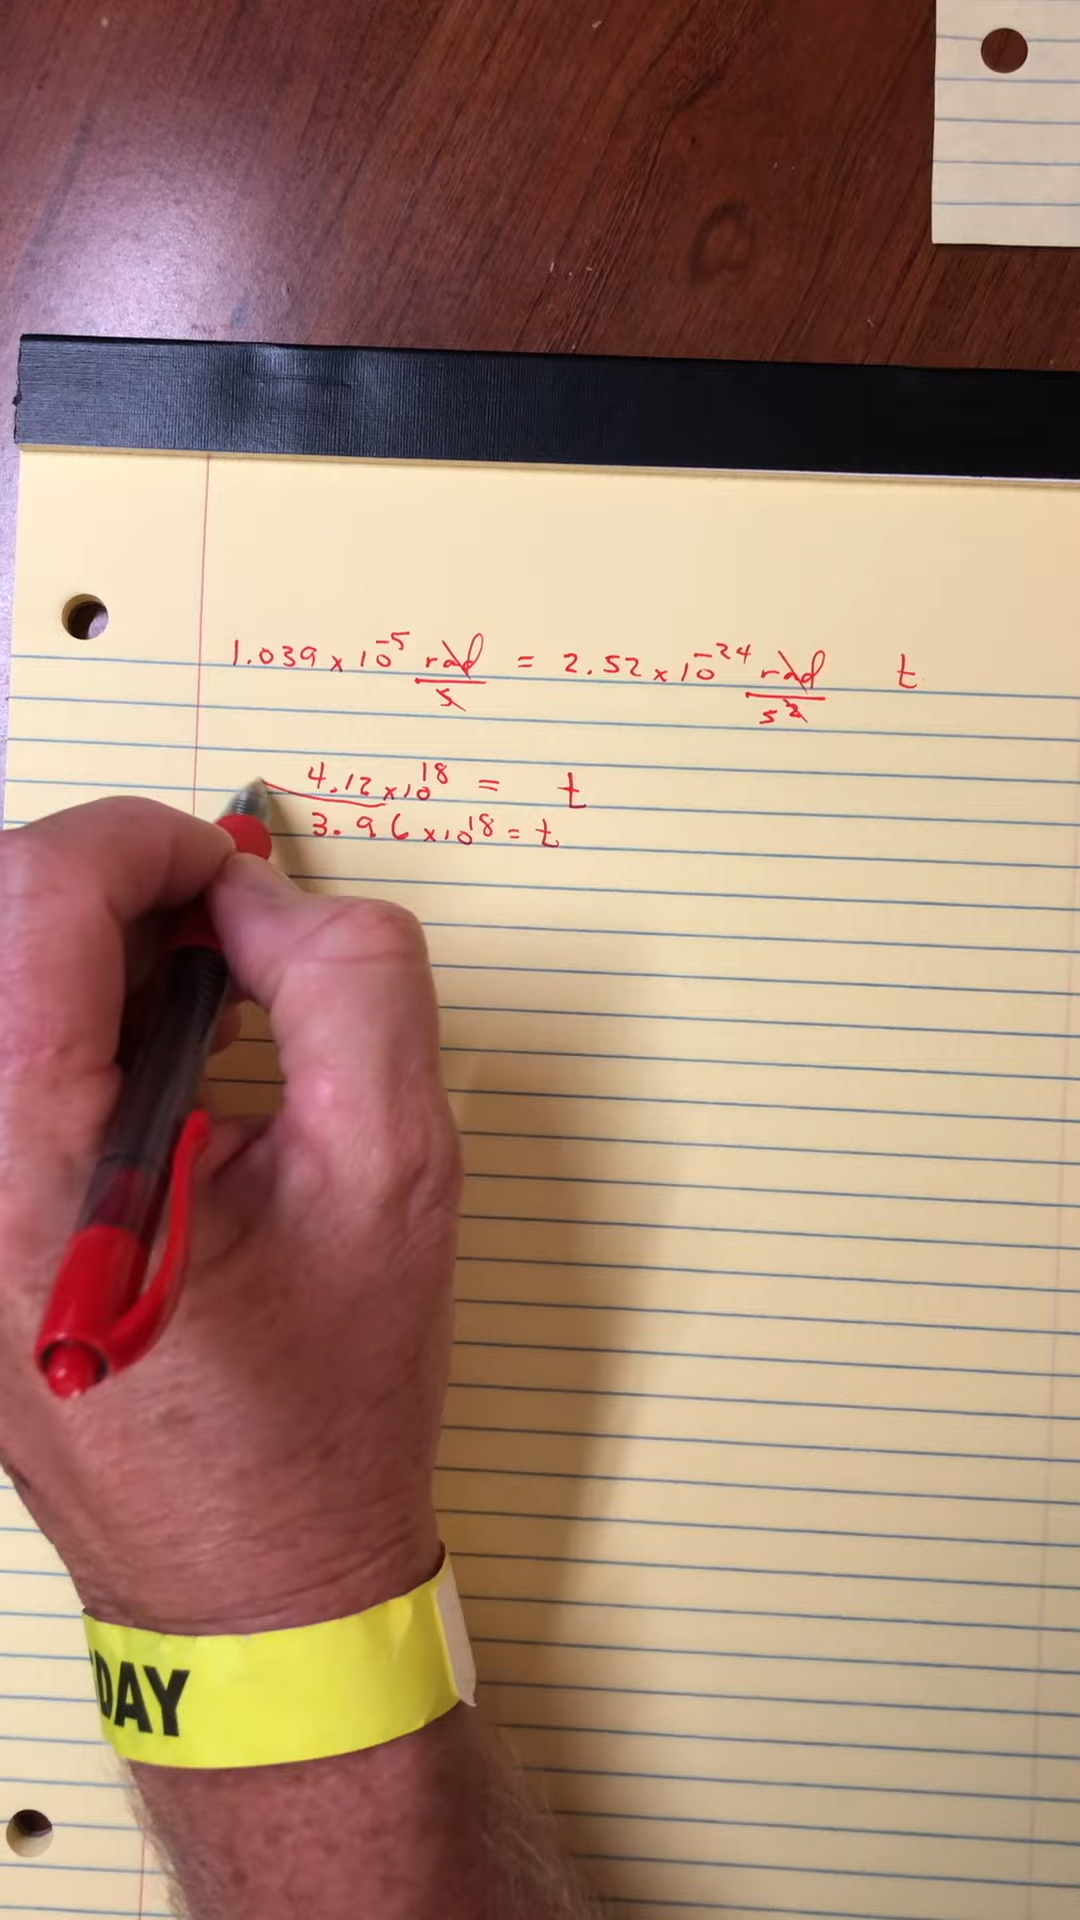 1.039 x 10⁻⁵ rad/s = 2.52 x 10⁻²⁴ rad/s² t
4.12 x 10¹⁸ = t
3.96 x 10¹⁸ = t
DAY